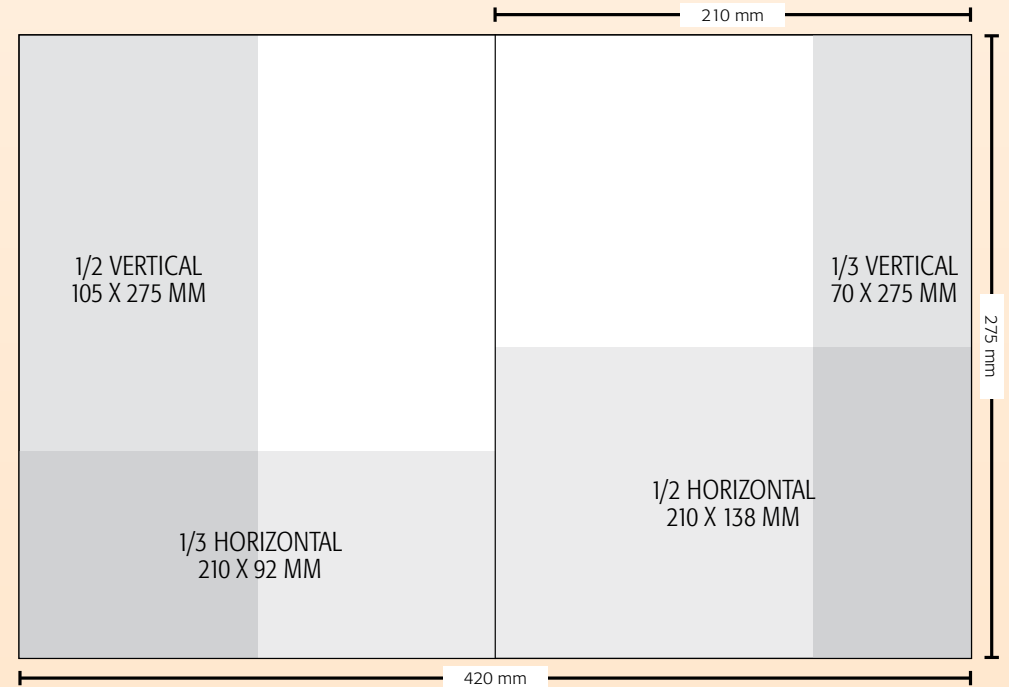 210 mm
1/2 VERTICAL
105 X 275 MM
1/3 VERTICAL
70 X 275 MM
275 mm
1/2 HORIZONTAL
210 X 138 MM
1/3 HORIZONTAL
210 X 92 MM
420 mm